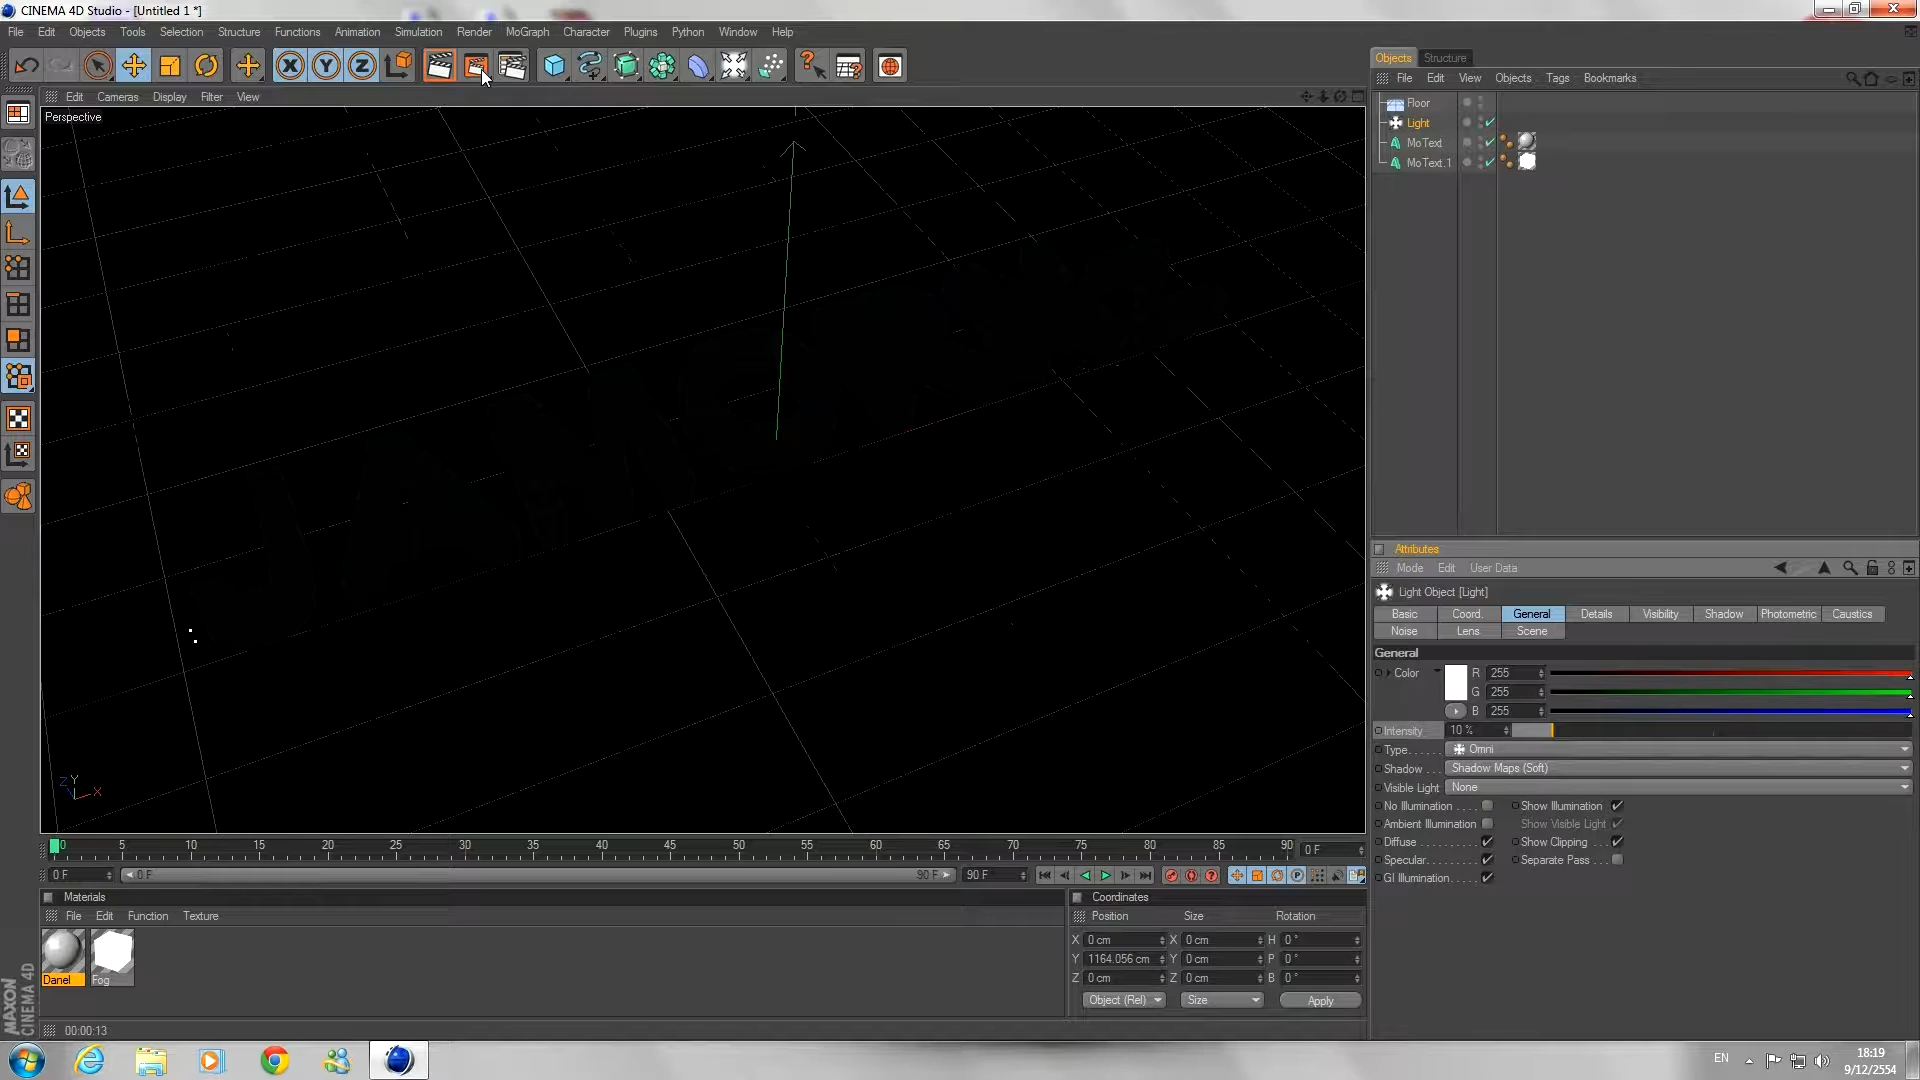 CINEMA 4D Studio - [Untitled 1 *]
File Edit Objects Tools Selection Structure Functions Animation Simulation Render MoGraph Character Plugins Python Window Help
Edit Cameras Display Filter View
Perspective
Objects Structure
File Edit View Objects Tags Bookmarks
Floor
Light
MoText
MoText.1
Attributes
Mode Edit User Data
Light Object [Light]
Basic Coord. General Details Visibility Shadow Photometric Caustics
Noise Lens Scene
General
Color R 255
G 255
B 255
Intensity 10 %
Type Omni
Shadow Shadow Maps (Soft)
Visible Light None
No Illumination Show Illumination
Ambient Illumination Show Visible Light
Diffuse Show Clipping
Specular Separate Pass
GI Illumination
Z Y X
0 5 10 15 20 25 30 35 40 45 50 55 60 65 70 75 80 85 90 0 F
0 F 0 F 90 F 90 F
Materials
File Edit Function Texture
Danel Fog
Coordinates
Position Size Rotation
X 0 cm X 0 cm H 0 °
Y 1164.056 cm Y 0 cm P 0 °
Z 0 cm Z 0 cm B 0 °
Object (Rel) Size Apply
MAXON
CINEMA 4D
00:00:13
EN
18:19
9/12/2554